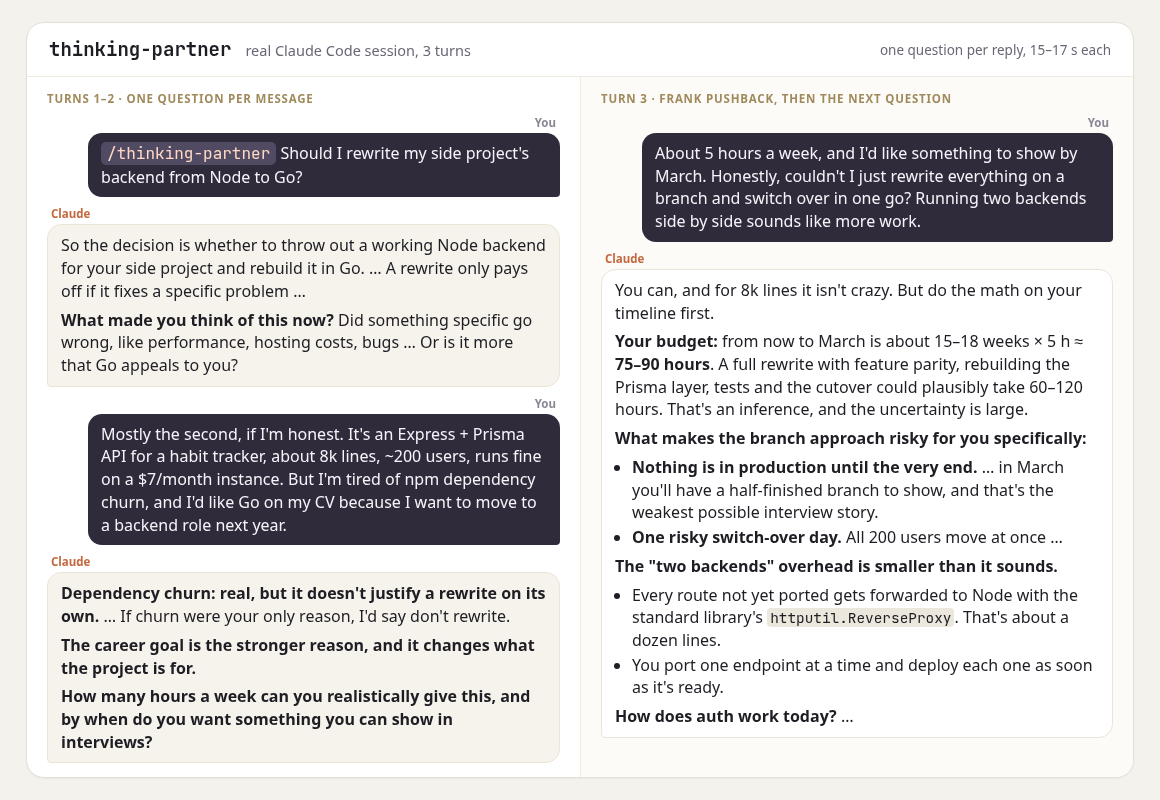 thinking-partner real Claude Code session, 3 turns
one question per reply, 15–17 s each
TURNS 1–2 · ONE QUESTION PER MESSAGE
You
/thinking-partner Should I rewrite my side project's
backend from Node to Go?
Claude
So the decision is whether to throw out a working Node backend
for your side project and rebuild it in Go. ... A rewrite only pays
off if it fixes a specific problem ...
What made you think of this now? Did something specific go
wrong, like performance, hosting costs, bugs ... Or is it more
that Go appeals to you?
You
Mostly the second, if I'm honest. It's an Express + Prisma
API for a habit tracker, about 8k lines, ~200 users, runs fine
on a $7/month instance. But I'm tired of npm dependency
churn, and I'd like Go on my CV because I want to move to
a backend role next year.
Claude
Dependency churn: real, but it doesn't justify a rewrite on its
own. ... If churn were your only reason, I'd say don't rewrite.
The career goal is the stronger reason, and it changes what
the project is for.
How many hours a week can you realistically give this, and
by when do you want something you can show in
interviews?
TURN 3 · FRANK PUSHBACK, THEN THE NEXT QUESTION
You
About 5 hours a week, and I'd like something to show by
March. Honestly, couldn't I just rewrite everything on a
branch and switch over in one go? Running two backends
side by side sounds like more work.
Claude
You can, and for 8k lines it isn't crazy. But do the math on your
timeline first.
Your budget: from now to March is about 15–18 weeks × 5 h ≈
75–90 hours. A full rewrite with feature parity, rebuilding the
Prisma layer, tests and the cutover could plausibly take 60–120
hours. That's an inference, and the uncertainty is large.
What makes the branch approach risky for you specifically:
• Nothing is in production until the very end. ... in March
you'll have a half-finished branch to show, and that's the
weakest possible interview story.
• One risky switch-over day. All 200 users move at once ...
The "two backends" overhead is smaller than it sounds.
• Every route not yet ported gets forwarded to Node with the
standard library's httputil.ReverseProxy. That's about a
dozen lines.
• You port one endpoint at a time and deploy each one as soon
as it's ready.
How does auth work today? ...